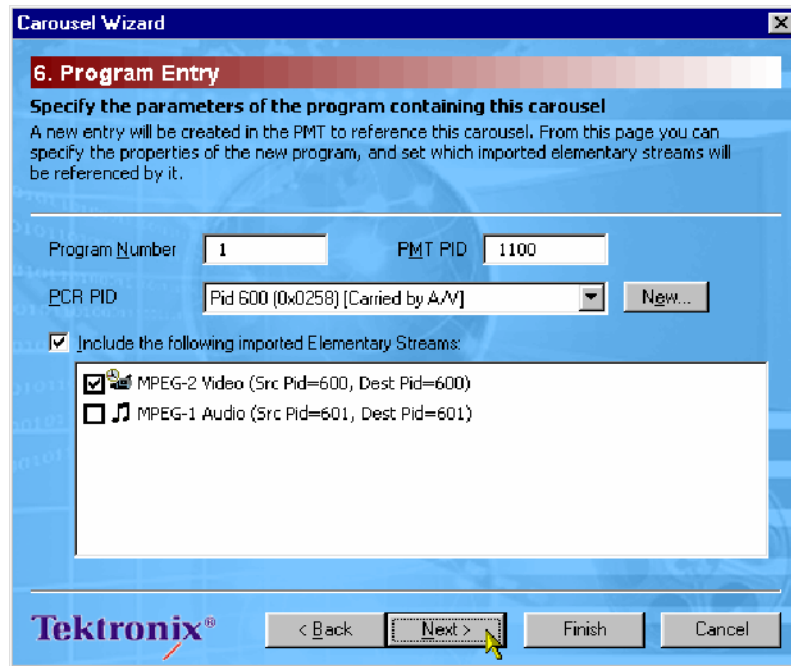 Carousel Wizard
6. Program Entry
Specify the parameters of the program containing this carousel
A new entry will be created in the PMT to reference this carousel. From this page you can
specify the properties of the new program, and set which imported elementary streams will
be referenced by it.
Program Number 1 PMT PID 1100
PCR PID Pid 600 (0x0258) [Carried by A/V] New...
Include the following imported Elementary Streams:
MPEG-2 Video (Src Pid=600, Dest Pid=600)
MPEG-1 Audio (Src Pid=601, Dest Pid=601)
Tektronix® < Back Next > Finish Cancel